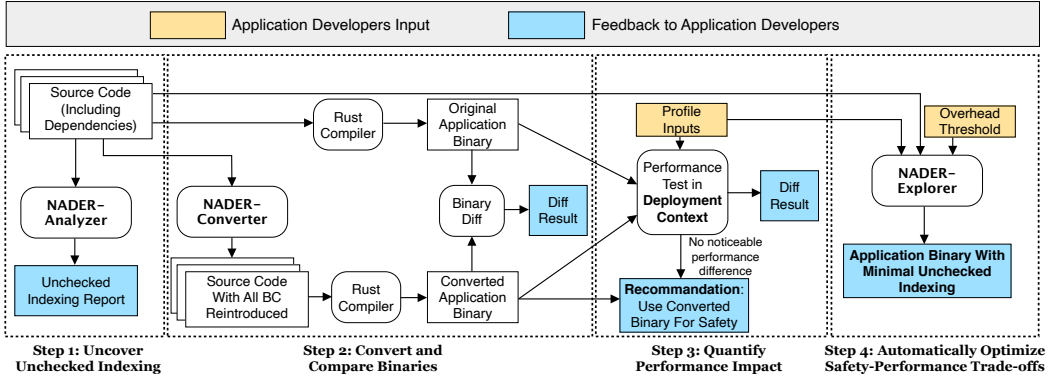 Application Developers Input
Feedback to Application Developers
Source Code
(Including
Dependencies)
NADER-
Analyzer
Unchecked
Indexing Report
Step 1: Uncover
Unchecked Indexing
Rust
Compiler
Original
Application
Binary
NADER-
Converter
Binary
Diff
Diff
Result
Source Code
With All BC
Reintroduced
Rust
Compiler
Converted
Application
Binary
Step 2: Convert and
Compare Binaries
Profile
Inputs
Performance
Test in
Deployment
Context
Diff
Result
No noticeable
performance
difference
Recommandation:
Use Converted
Binary For Safety
Step 3: Quantify
Performance Impact
Overhead
Threshold
NADER-
Explorer
Application Binary With
Minimal Unchecked
Indexing
Step 4: Automatically Optimize
Safety-Performance Trade-offs